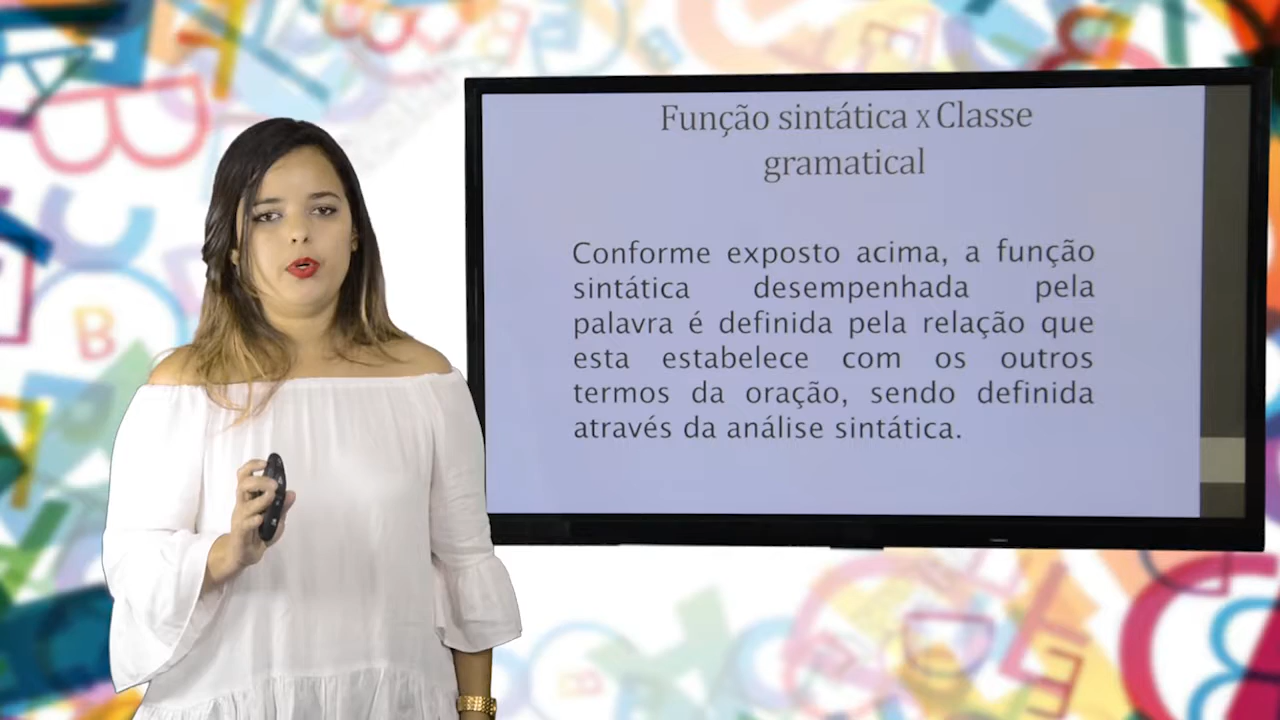 Função sintática x Classe
gramatical
Conforme exposto acima, a função
sintática desempenhada pela
palavra é definida pela relação que
esta estabelece com os outros
termos da oração, sendo definida
através da análise sintática.